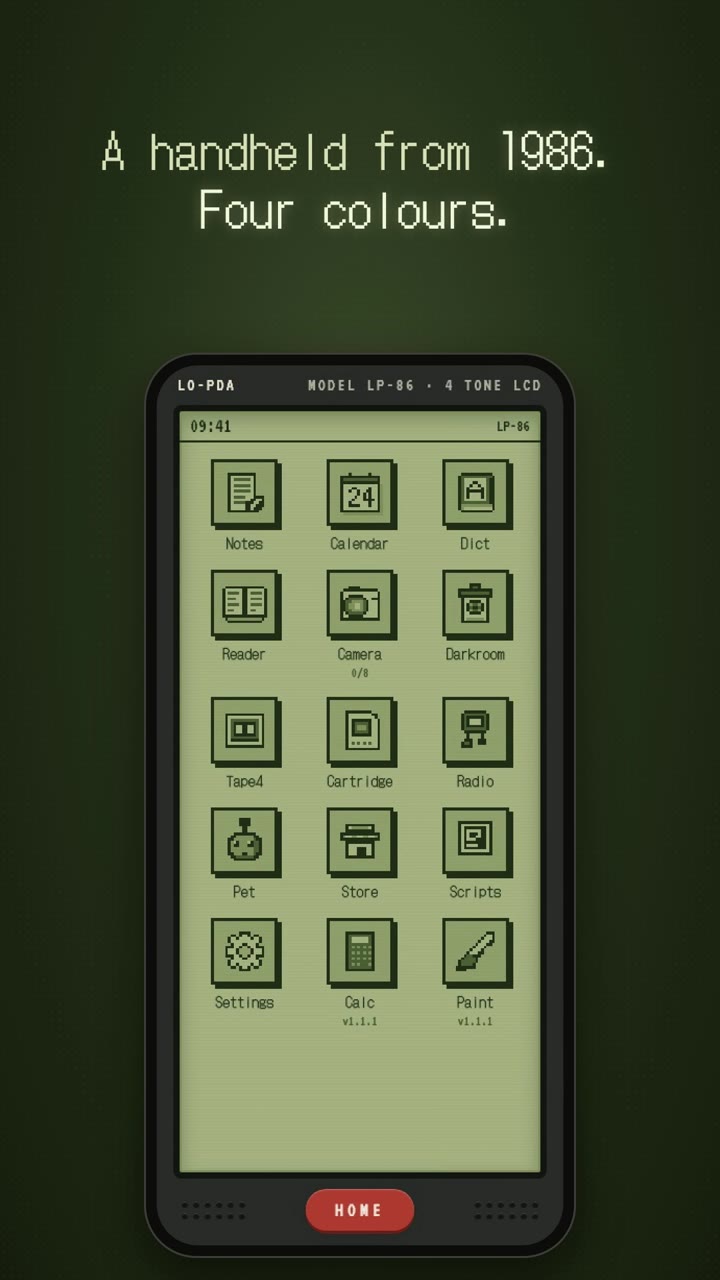 A handheld from 1986.
Four colours.
LO-PDA MODEL LP-86 · 4 TONE LCD
09:41 LP-86
24 A
Notes Calendar Dict
Reader Camera Darkroom
0/8
Tape4 Cartridge Radio
Pet Store Scripts
Settings Calc Paint
v1.1.1 v1.1.1
HOME